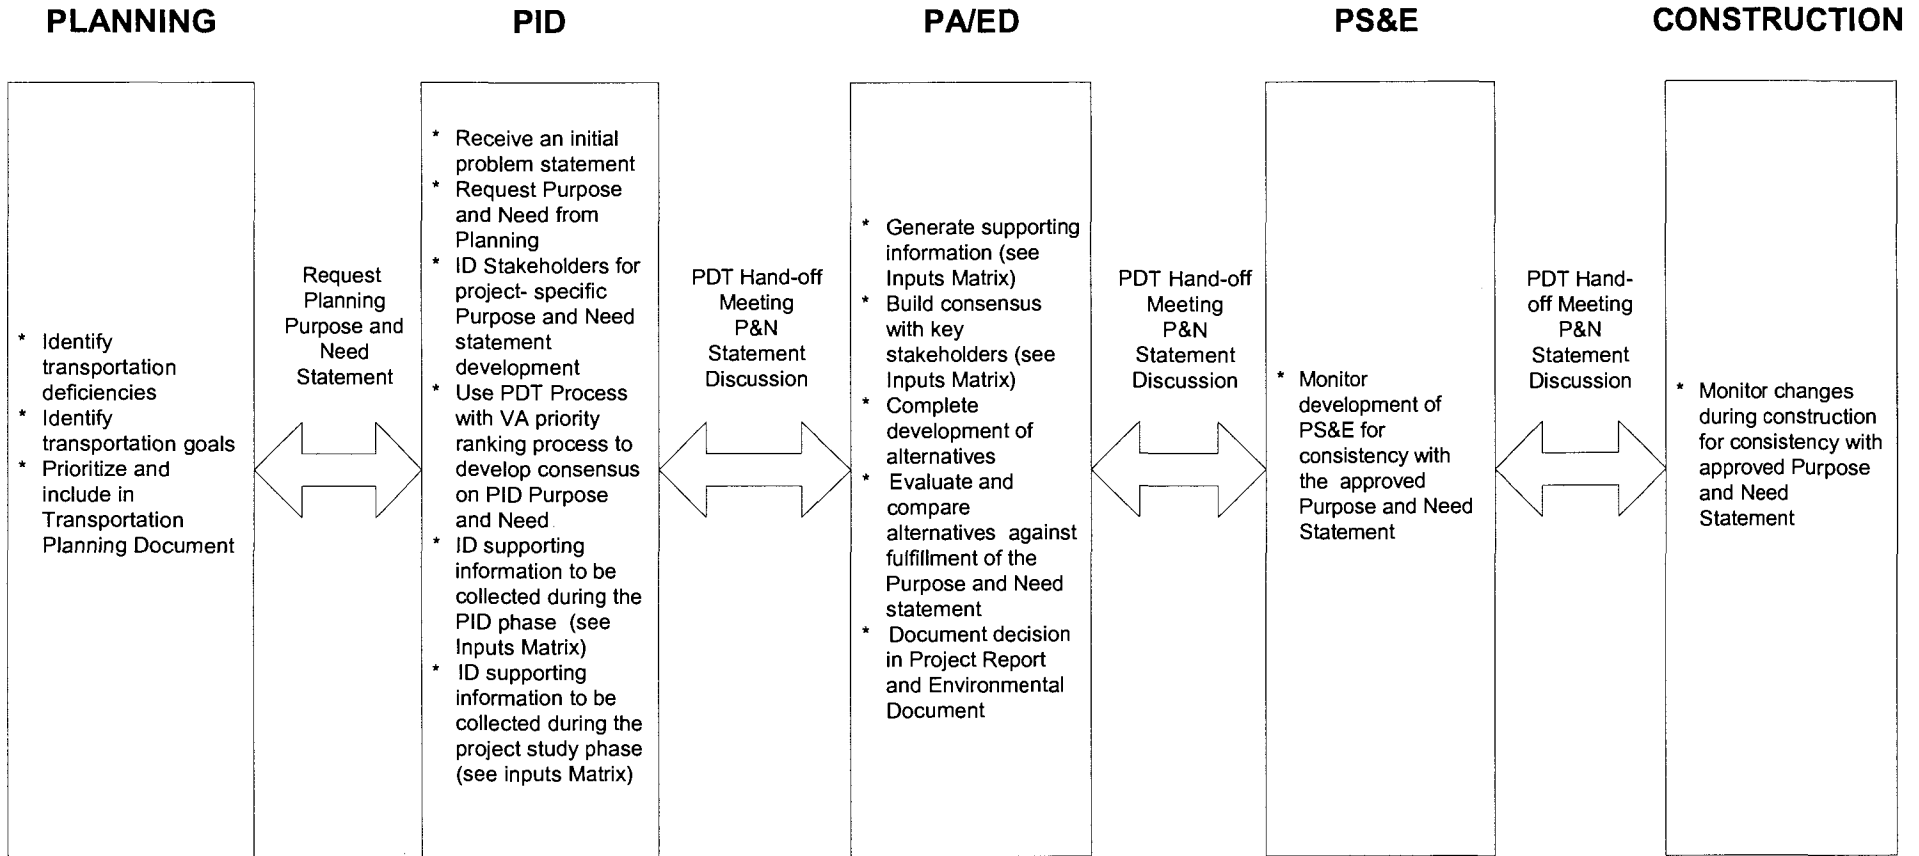 PLANNING
PID
PA/ED
PS&E
CONSTRUCTION
* Identify
transportation
deficiencies
* Identify
transportation goals
* Prioritize and
include in
Transportation
Planning Document
Request
Planning
Purpose and
Need
Statement
* Receive an initial
problem statement
* Request Purpose
and Need from
Planning
* ID Stakeholders for
project- specific
Purpose and Need
statement
development
* Use PDT Process
with VA priority
ranking process to
develop consensus
on PID Purpose
and Need
* ID supporting
information to be
collected during the
PID phase (see
Inputs Matrix)
* ID supporting
information to be
collected during the
project study phase
(see inputs Matrix)
PDT Hand-off
Meeting
P&N
Statement
Discussion
* Generate supporting
information (see
Inputs Matrix)
* Build consensus
with key
stakeholders (see
Inputs Matrix)
* Complete
development of
alternatives
* Evaluate and
compare
alternatives against
fulfillment of the
Purpose and Need
statement
* Document decision
in Project Report
and Environmental
Document
PDT Hand-off
Meeting
P&N
Statement
Discussion
* Monitor
development of
PS&E for
consistency with
the approved
Purpose and Need
Statement
PDT Hand-
off Meeting
P&N
Statement
Discussion
* Monitor changes
during construction
for consistency with
approved Purpose
and Need
Statement